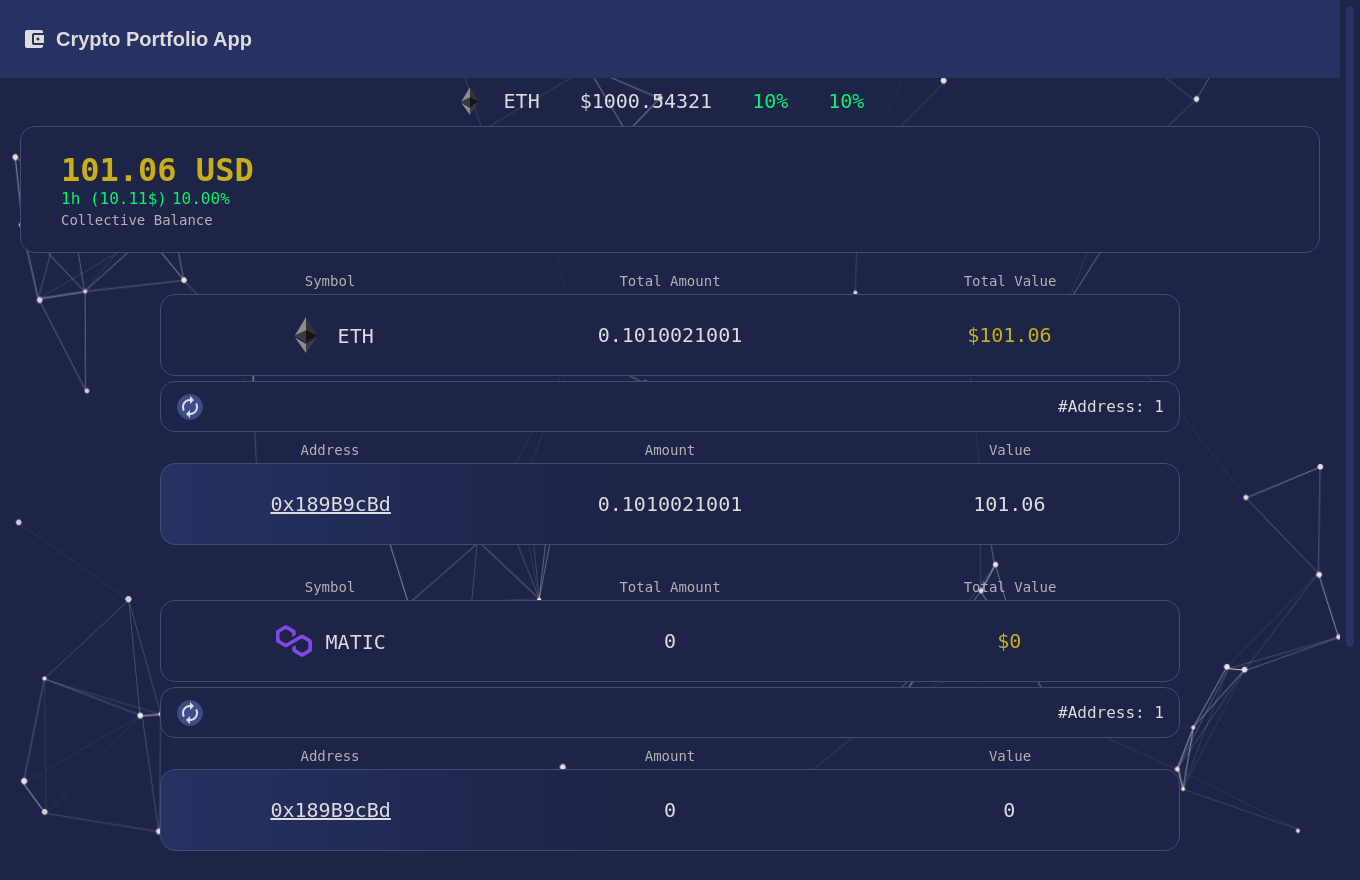 Crypto Portfolio App
ETH $1000.54321 10% 10%
101.06 USD
1h (10.11$) 10.00%
Collective Balance
Symbol Total Amount Total Value
ETH 0.1010021001 $101.06
#Address: 1
Address Amount Value
0x189B9cBd 0.1010021001 101.06
Symbol Total Amount Total Value
MATIC 0 $0
#Address: 1
Address Amount Value
0x189B9cBd 0 0